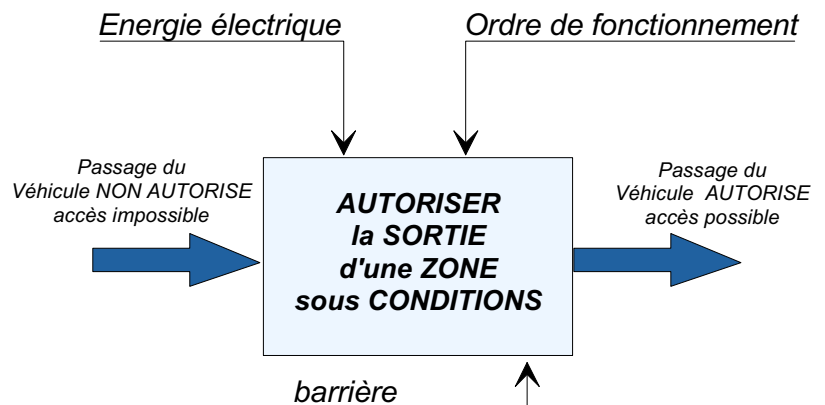 Energie électrique
Ordre de fonctionnement
Passage du
Véhicule NON AUTORISE
accès impossible
AUTORISER
la SORTIE
d'une ZONE
sous CONDITIONS
Passage du
Véhicule AUTORISE
accès possible
barrière